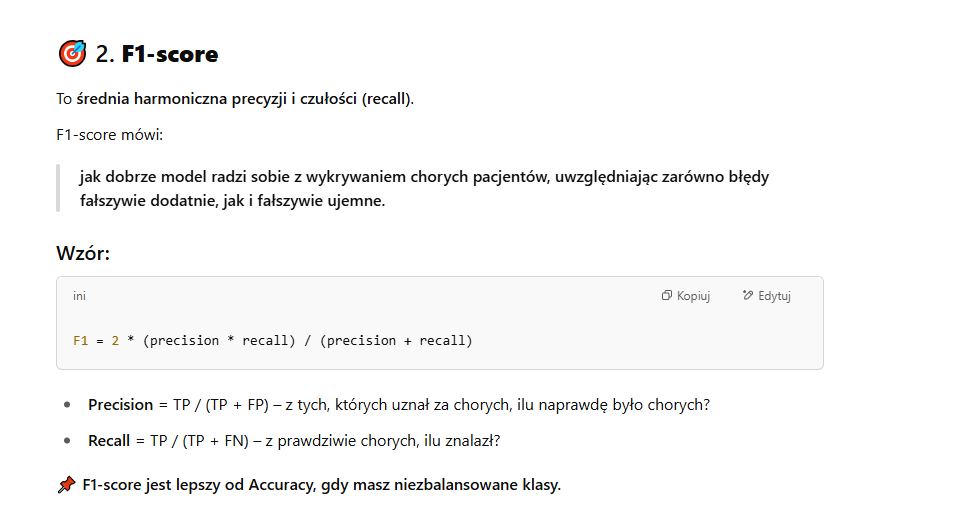 🎯 2. F1-score
To średnia harmoniczna precyzji i czułości (recall).
F1-score mówi:
jak dobrze model radzi sobie z wykrywaniem chorych pacjentów, uwzględniając zarówno błędy
fałszywie dodatnie, jak i fałszywie ujemne.
Wzór:
ini Kopiuj Edytuj
F1 = 2 * (precision * recall) / (precision + recall)
• Precision = TP / (TP + FP) – z tych, których uznał za chorych, ilu naprawdę było chorych?
• Recall = TP / (TP + FN) – z prawdziwie chorych, ilu znalazł?
📌 F1-score jest lepszy od Accuracy, gdy masz niezbalansowane klasy.